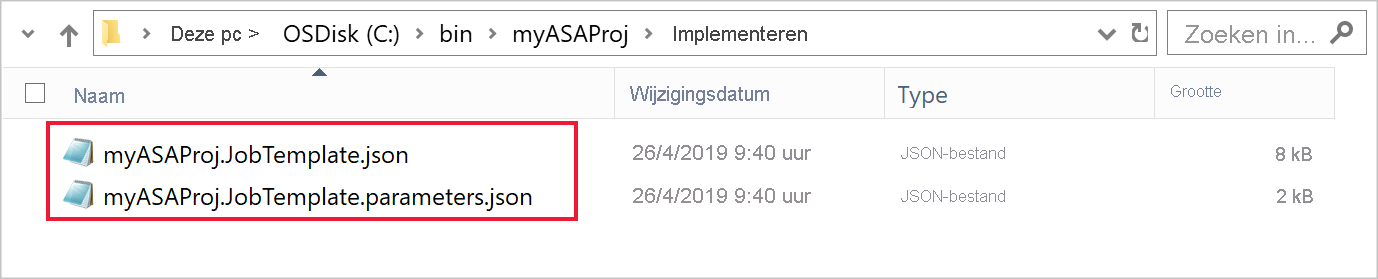 Deze pc > OSDisk (C:) > bin > myASAProj > Implementeren Zoeken in...
Naam Wijzigingsdatum Type Grootte
myASAProj.JobTemplate.json 26/4/2019 9:40 uur JSON-bestand 8 kB
myASAProj.JobTemplate.parameters.json 26/4/2019 9:40 uur JSON-bestand 2 kB